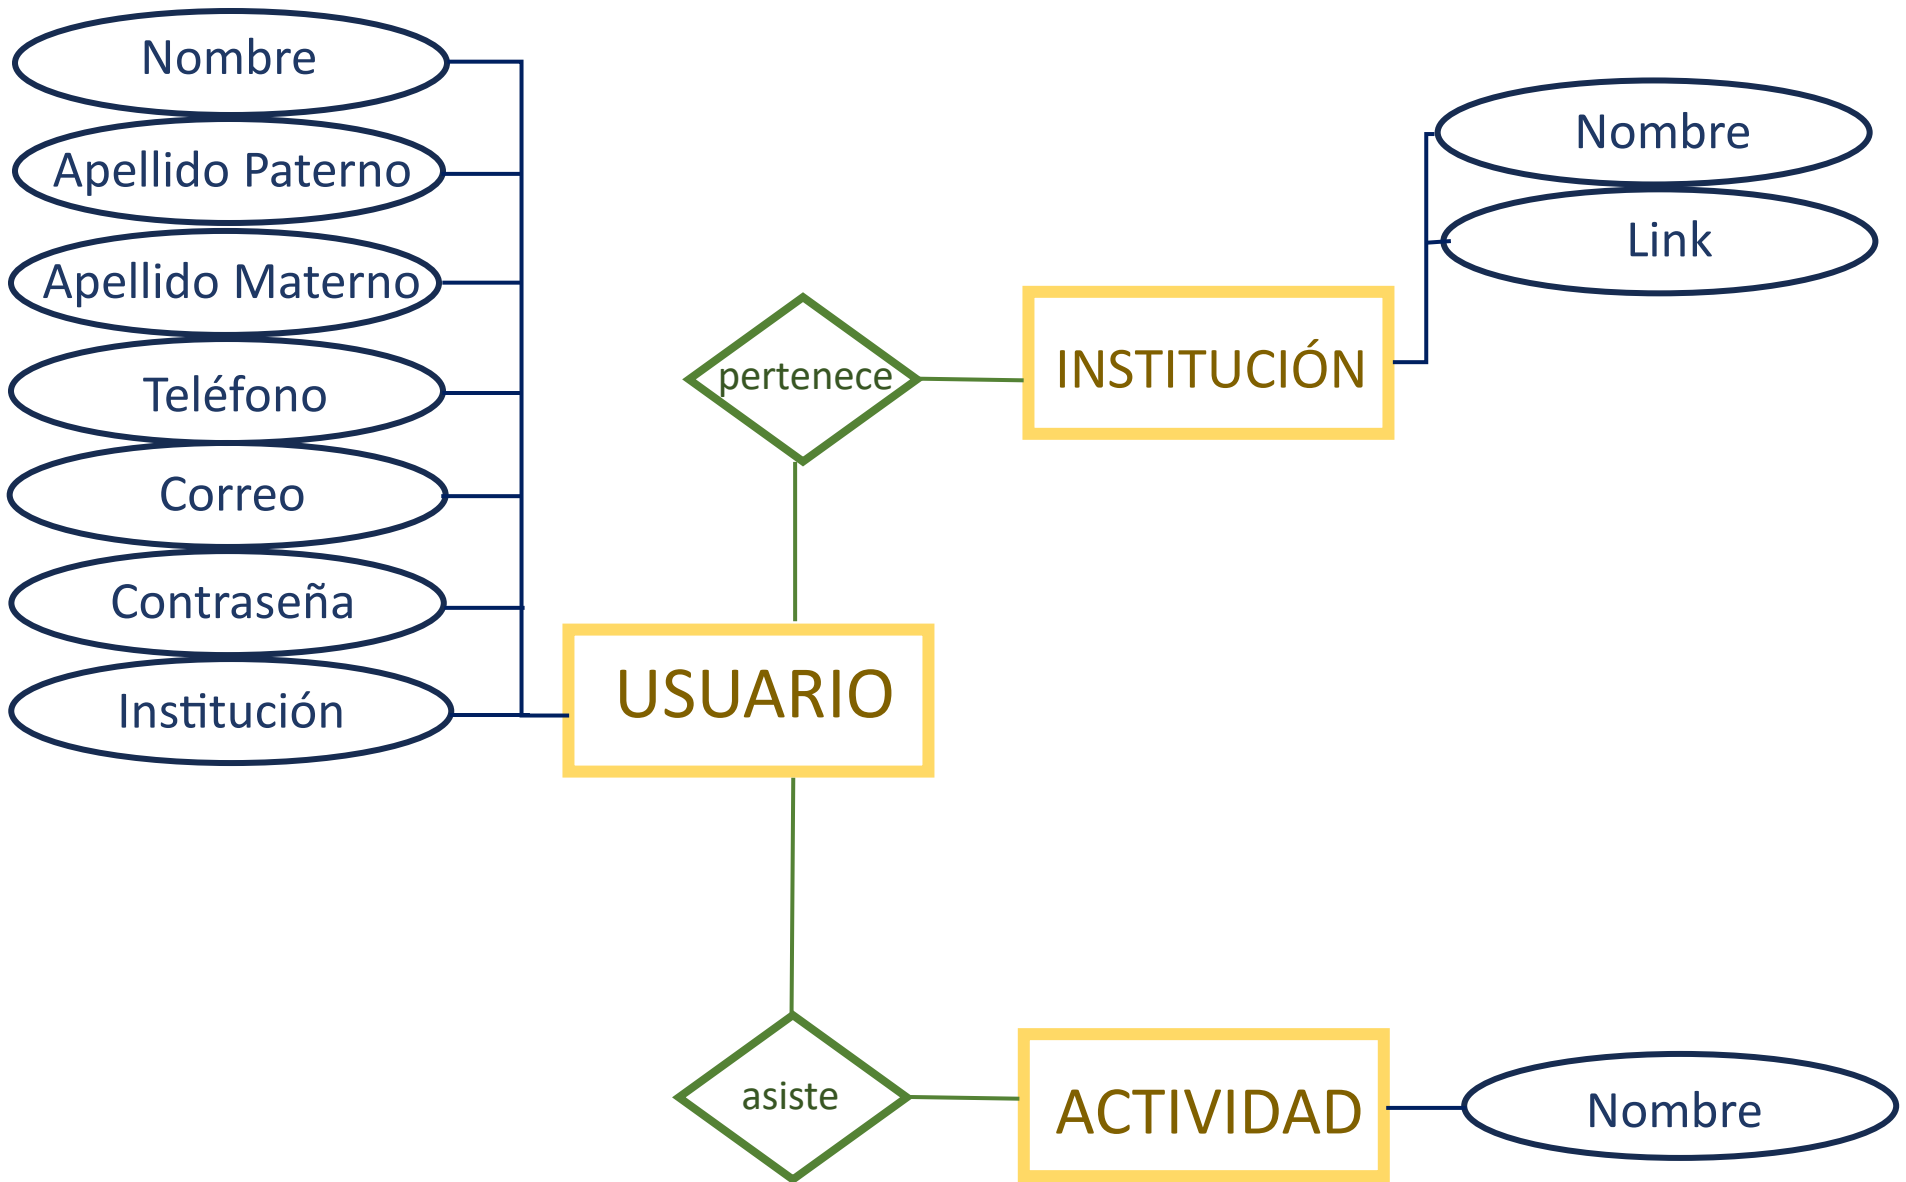 Nombre
Apellido Paterno
Apellido Materno
Teléfono
Correo
Contraseña
Institución
Nombre
Link
pertenece
INSTITUCIÓN
USUARIO
asiste
ACTIVIDAD
Nombre